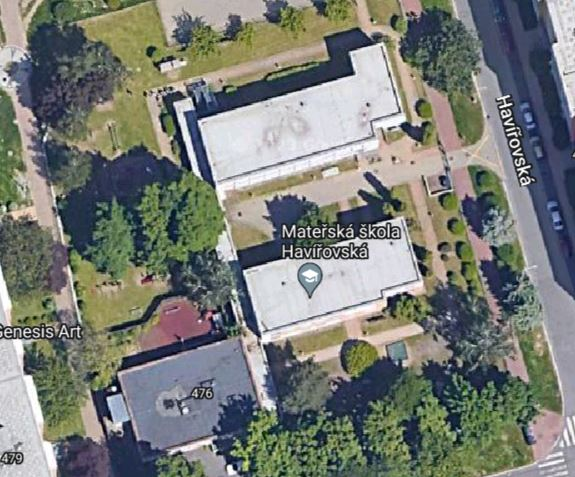 Havířovská
Mateřská škola
Havířovská
Genesis Art
476
479